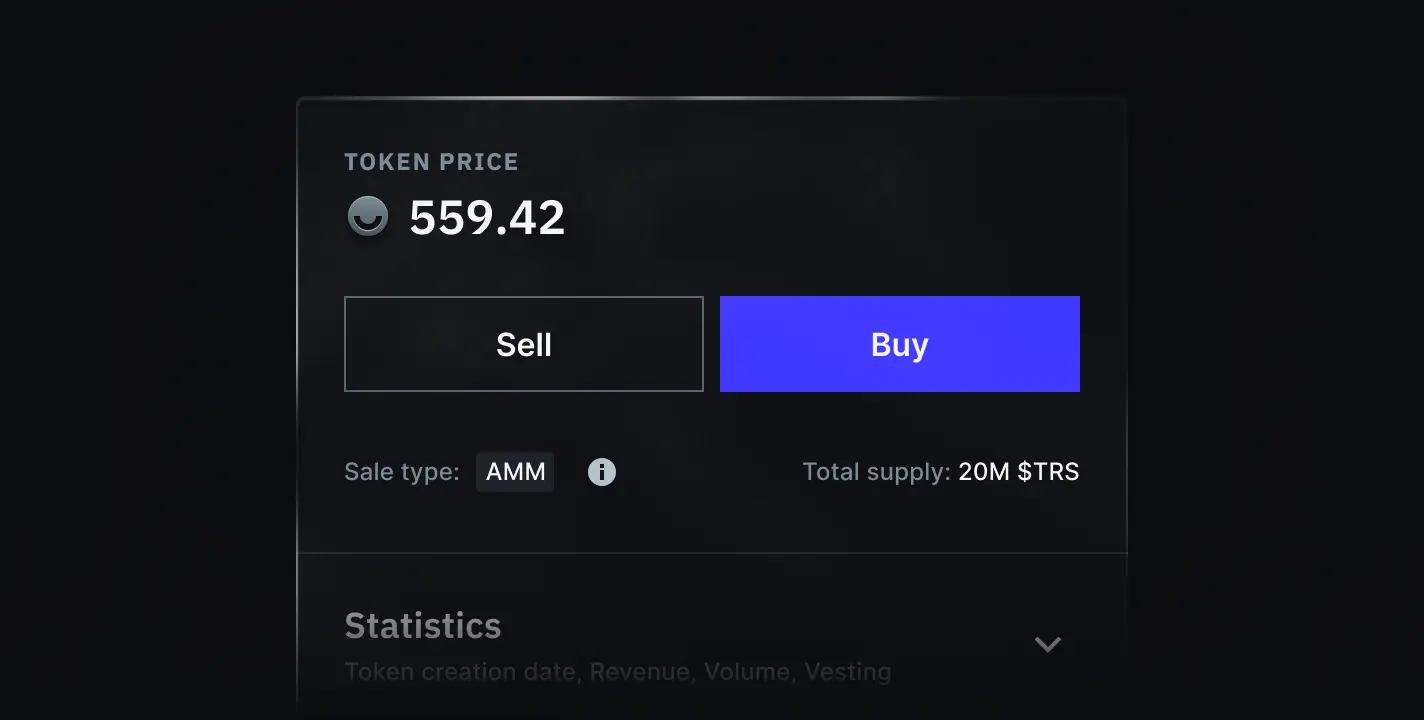 TOKEN PRICE
559.42
Sell
Buy
Sale type: AMM
Total supply: 20M $TRS
Statistics
Token creation date, Revenue, Volume, Vesting